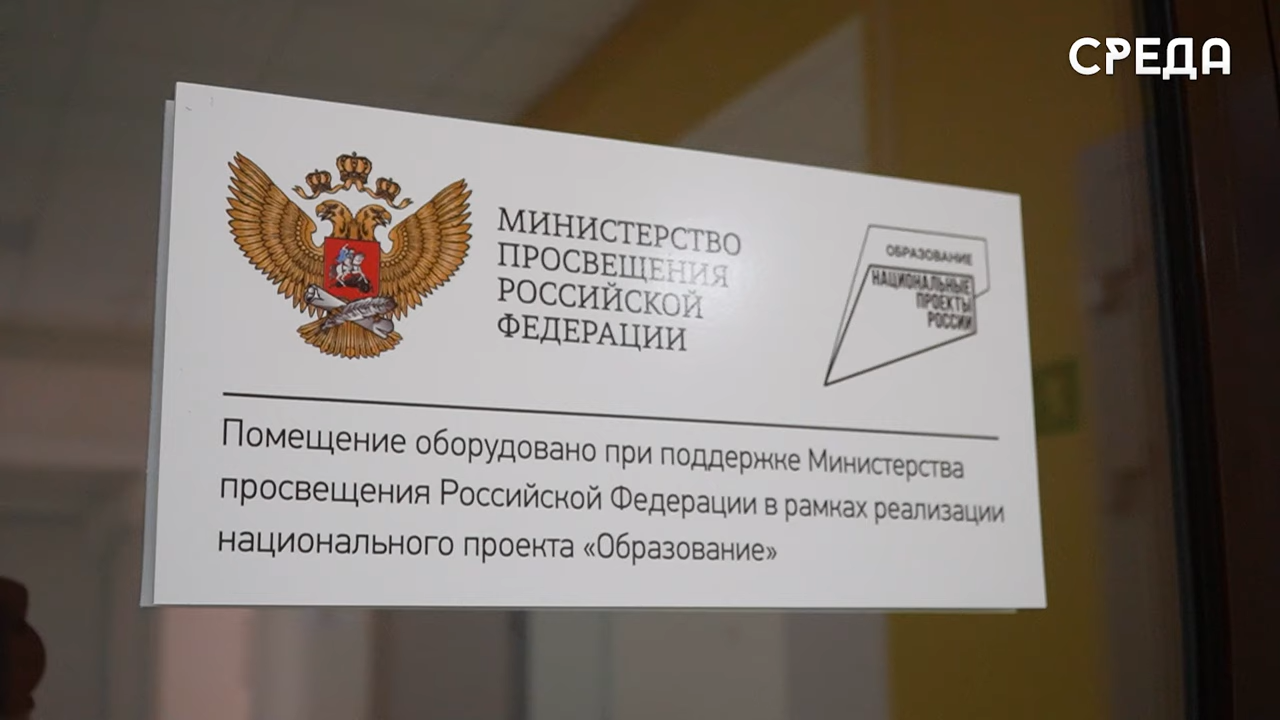 СРЕДА
МИНИСТЕРСТВО
ПРОСВЕЩЕНИЯ
РОССИЙСКОЙ
ФЕДЕРАЦИИ
ОБРАЗОВАНИЕ
НАЦИОНАЛЬНЫЕ
ПРОЕКТЫ
РОССИИ
Помещение оборудовано при поддержке Министерства
просвещения Российской Федерации в рамках реализации
национального проекта «Образование»